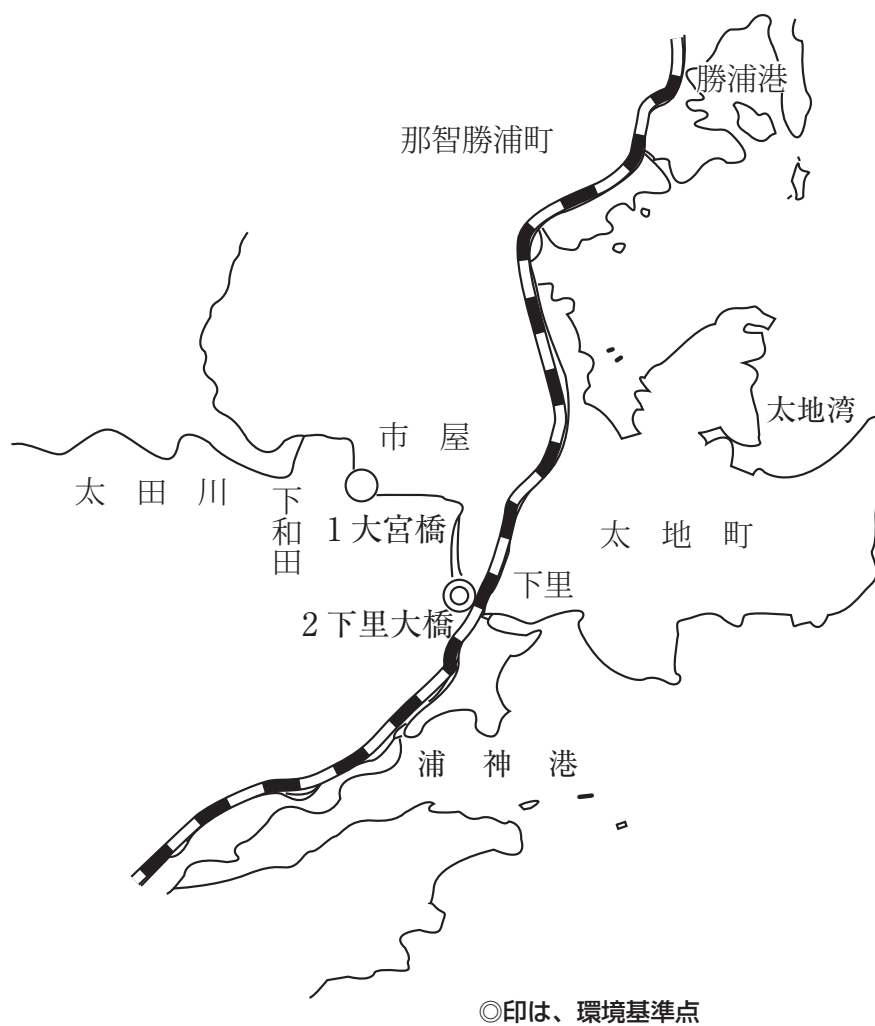 勝浦港
那智勝浦町
太地湾
市屋
太田川
下和田
1大宮橋
太地町
下里
2下里大橋
浦神港
◎印は、環境基準点